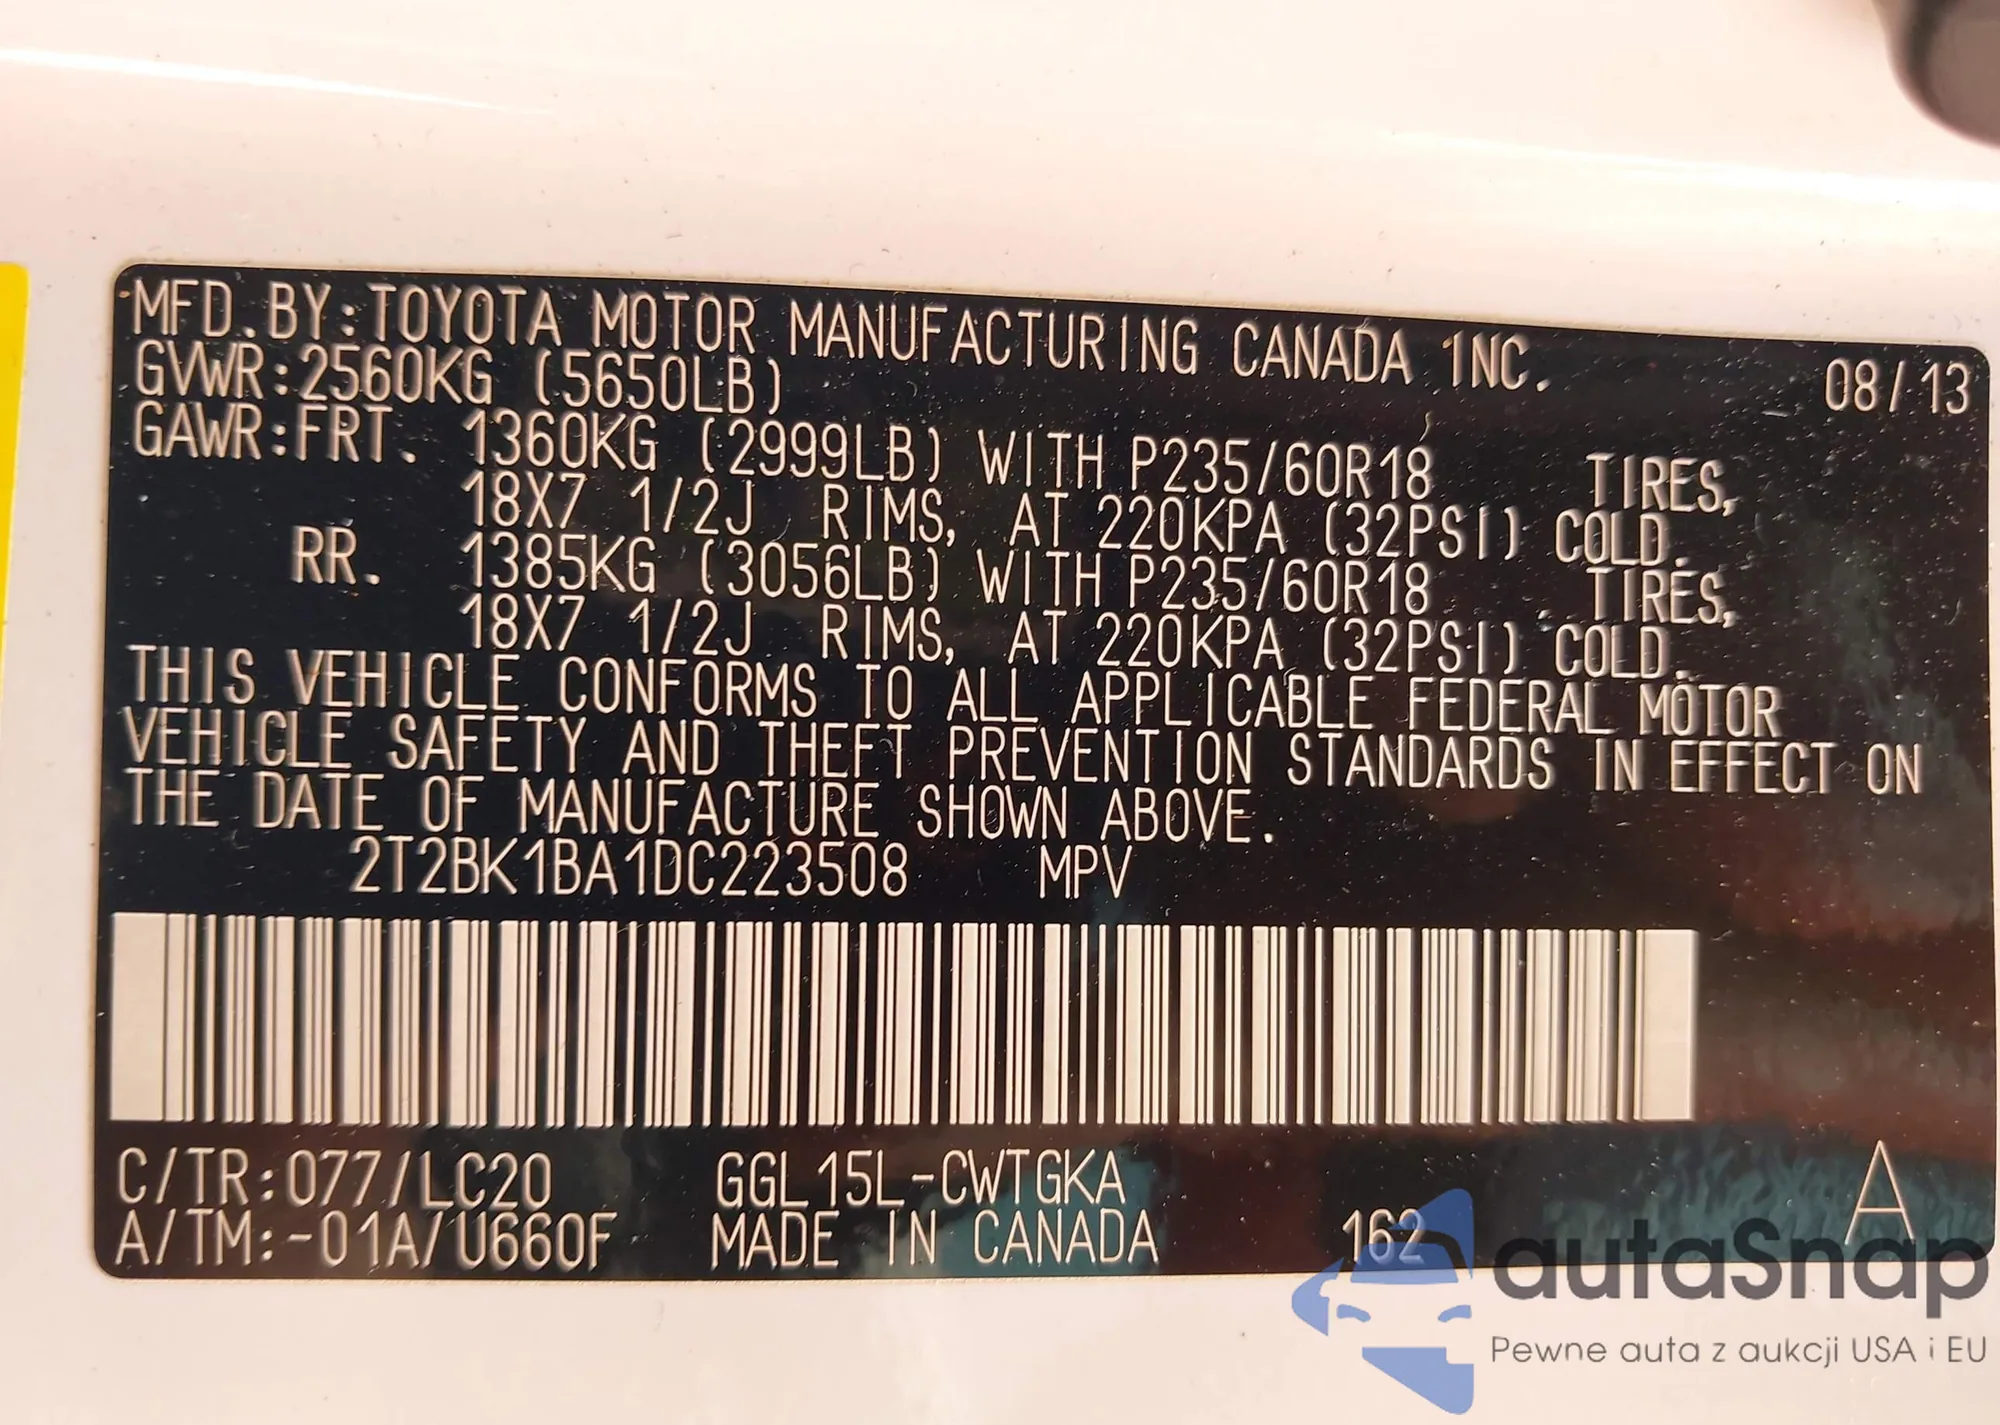 MFD.BY:TOYOTA MOTOR MANUFACTURING CANADA INC. 08/13
GVWR:2560KG (5650LB)
GAWR:FRT. 1360KG (2999LB) WITH P235/60R18 TIRES,
18X7 1/2J RIMS, AT 220KPA (32PSI) COLD.
RR. 1385KG (3056LB) WITH P235/60R18 TIRES,
18X7 1/2J RIMS, AT 220KPA (32PSI) COLD.
THIS VEHICLE CONFORMS TO ALL APPLICABLE FEDERAL MOTOR
VEHICLE SAFETY AND THEFT PREVENTION STANDARDS IN EFFECT ON
THE DATE OF MANUFACTURE SHOWN ABOVE.
2T2BK1BA1DC223508 MPV
C/TR:077/LC20 GGL15L-CWTGKA A
A/TM:-01A/U660F MADE IN CANADA 162
autaSnap
Pewne auta z aukcji USA i EU